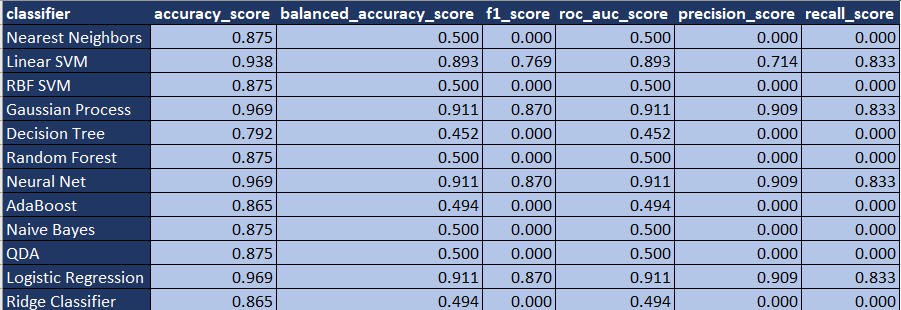 classifier accuracy_score balanced_accuracy_score f1_score roc_auc_score precision_score recall_score
Nearest Neighbors 0.875 0.500 0.000 0.500 0.000 0.000
Linear SVM 0.938 0.893 0.769 0.893 0.714 0.833
RBF SVM 0.875 0.500 0.000 0.500 0.000 0.000
Gaussian Process 0.969 0.911 0.870 0.911 0.909 0.833
Decision Tree 0.792 0.452 0.000 0.452 0.000 0.000
Random Forest 0.875 0.500 0.000 0.500 0.000 0.000
Neural Net 0.969 0.911 0.870 0.911 0.909 0.833
AdaBoost 0.865 0.494 0.000 0.494 0.000 0.000
Naive Bayes 0.875 0.500 0.000 0.500 0.000 0.000
QDA 0.875 0.500 0.000 0.500 0.000 0.000
Logistic Regression 0.969 0.911 0.870 0.911 0.909 0.833
Ridge Classifier 0.865 0.494 0.000 0.494 0.000 0.000